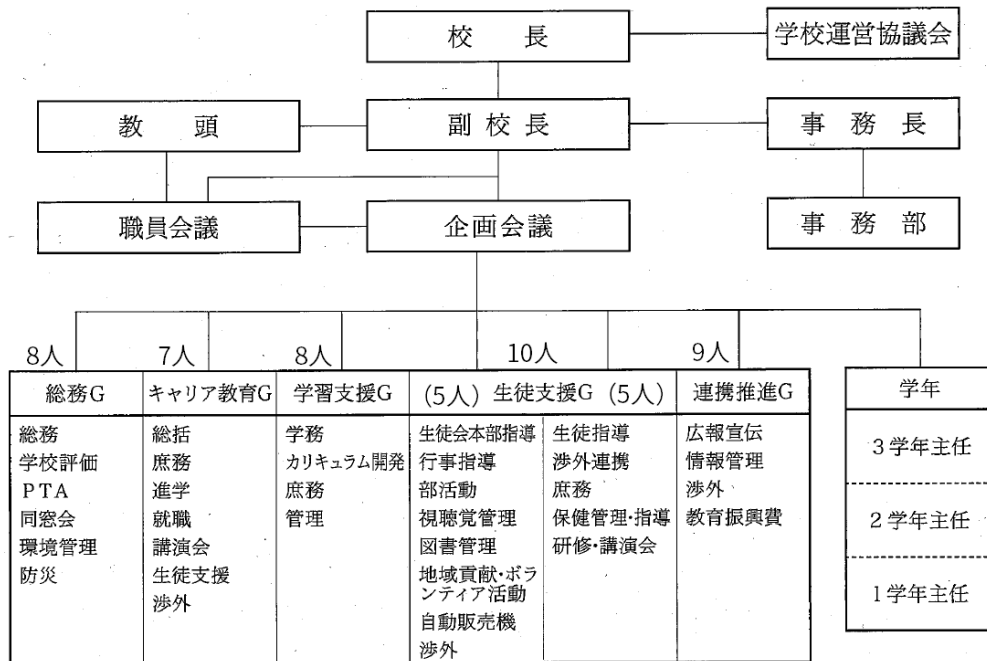 校長
学校運営協議会
教頭
副校長
事務長
職員会議
企画会議
事務部
8人
7人
8人
10人
9人
総務G
キャリア教育G
学習支援G
(5人) 生徒支援G (5人)
連携推進G
学年
総務
学校評価
PTA
同窓会
環境管理
防災
総括
庶務
進学
就職
講演会
生徒支援
渉外
学務
カリキュラム開発
庶務
管理
生徒会本部指導
行事指導
部活動
視聴覚管理
図書管理
地域貢献・ボラ
ンティア活動
自動販売機
渉外
生徒指導
渉外連携
庶務
保健管理・指導
研修・講演会
広報宣伝
情報管理
渉外
教育振興費
3学年主任
2学年主任
1学年主任